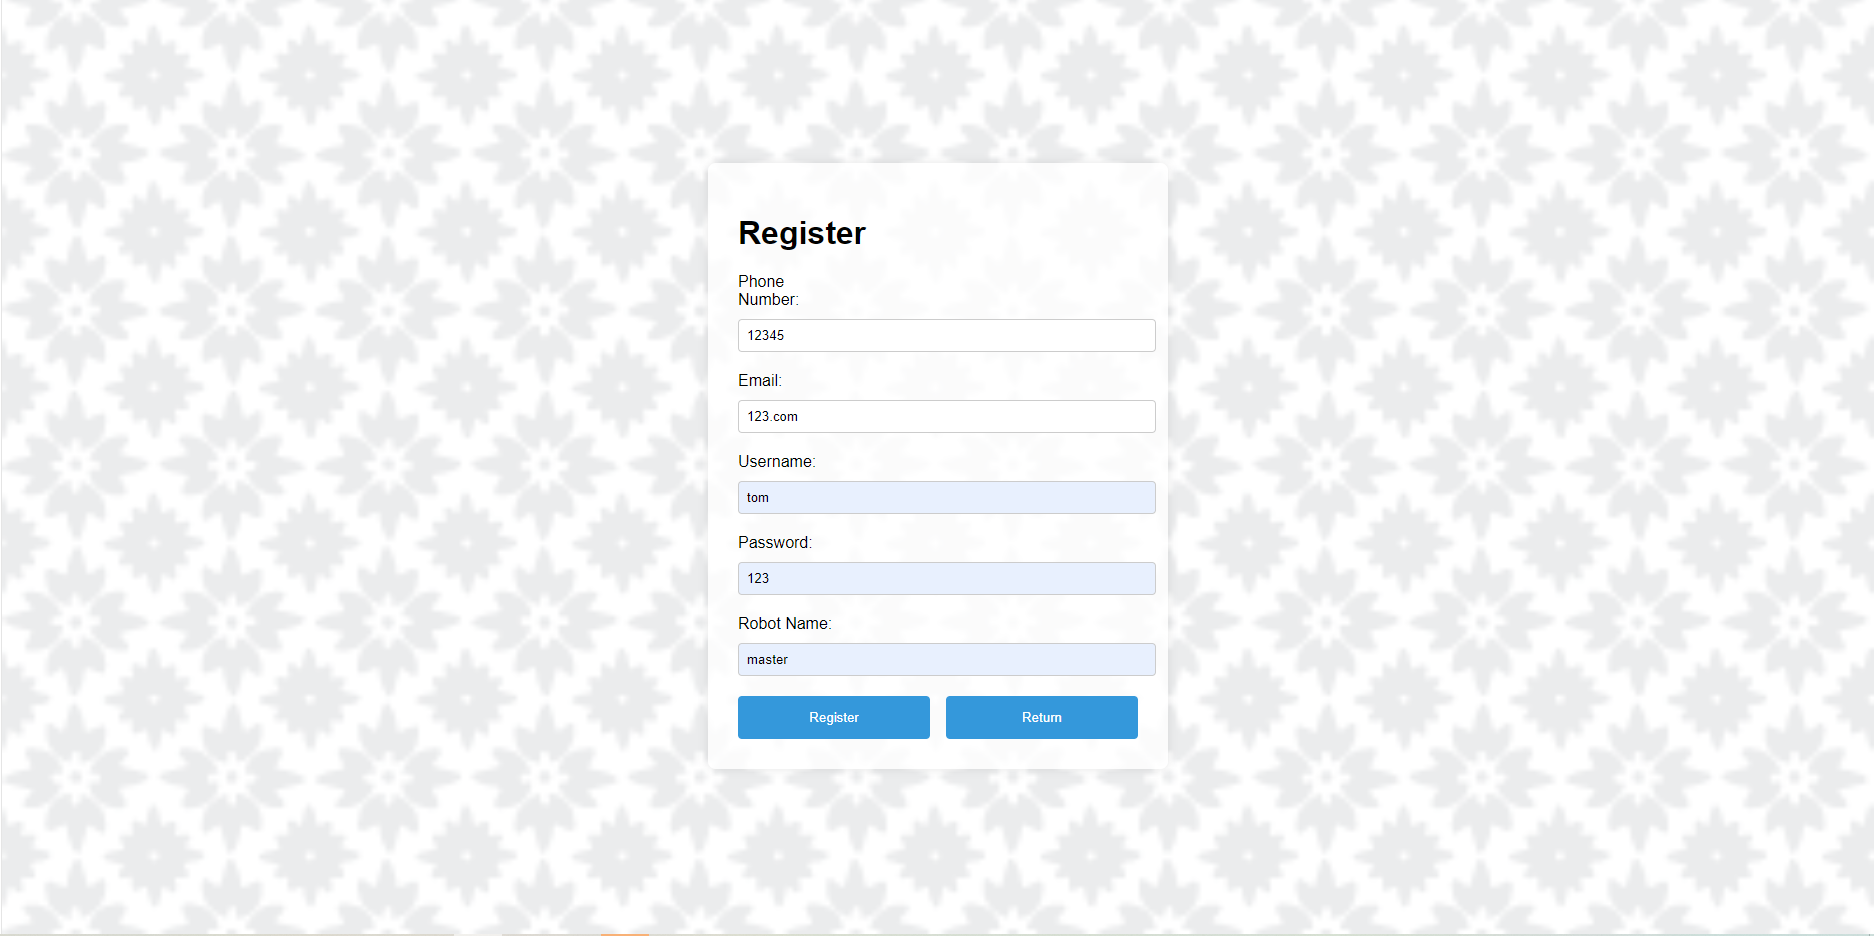 Register
Phone
Number:
12345
Email:
123.com
Username:
tom
Password:
123
Robot Name:
master
Register Return